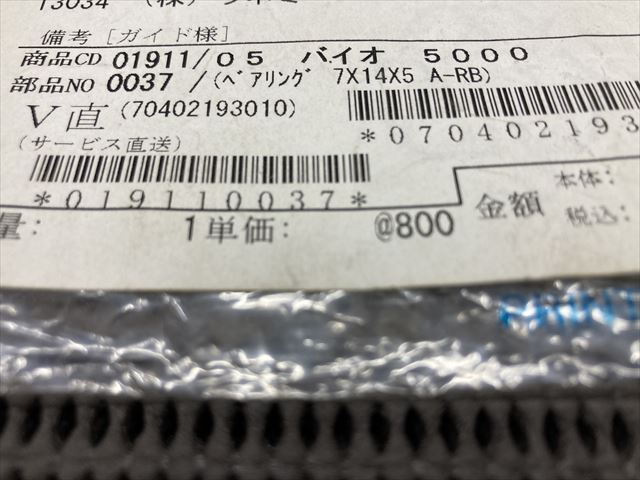 13034 (株)
備考［ガイド様］
商品CD 01911/05 バイオ 5000
部品NO 0037 /(ﾍﾞｱﾘﾝｸﾞ 7X14X5 A-RB)
V直 (70402193010)
(サービス直送)
*070402193
*019110037*
量: 1 単価: @800 金額 本体:
税込: